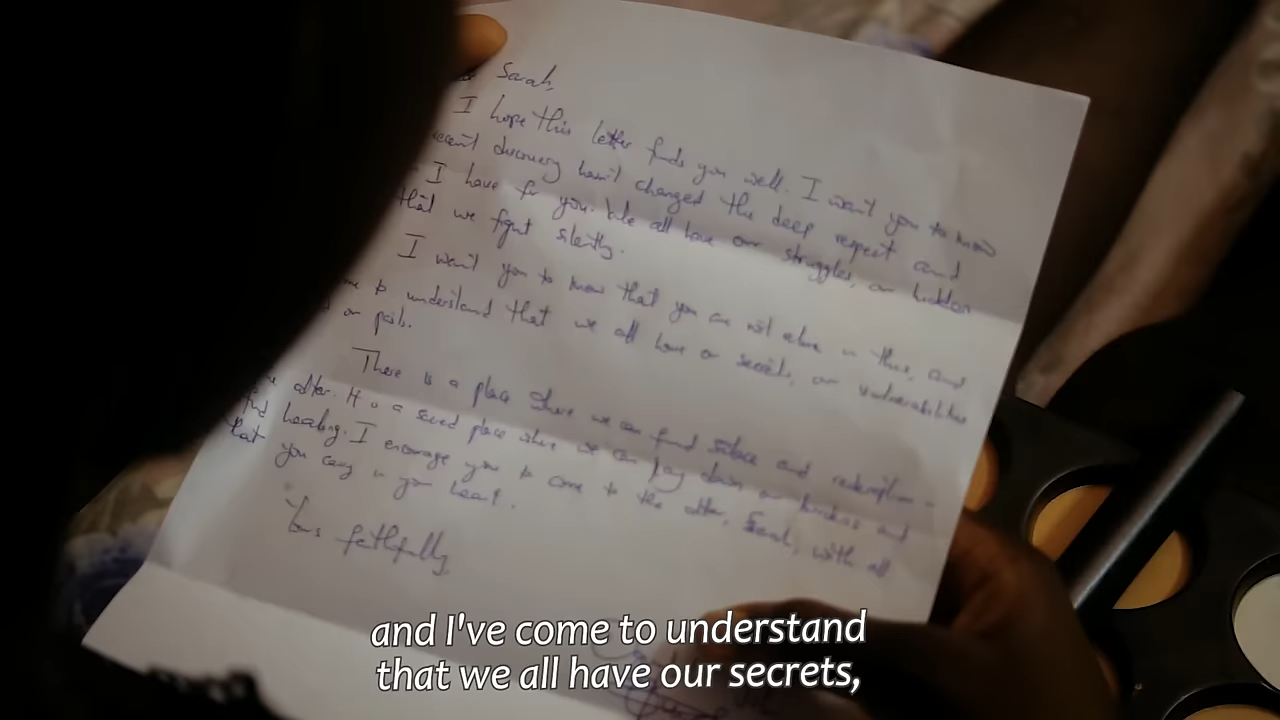 Sarah,
I hope this letter finds you well. I want you to know
recent discovery hasn't changed the deep respect and
I have for you. We all have our struggles, our hidden
that we fight silently.
I want you to know that you are not alone in this, and
me to understand that we all have our secrets, our vulnerabilities
or
There is a place where we can find solace and redemption -
altar. It is a sacred place where we can lay down our burdens and
find healing. I encourage you to come to the altar, Sarah, with all
that you carry in your heart.
Yours faithfully,
and I've come to understand
that we all have our secrets,